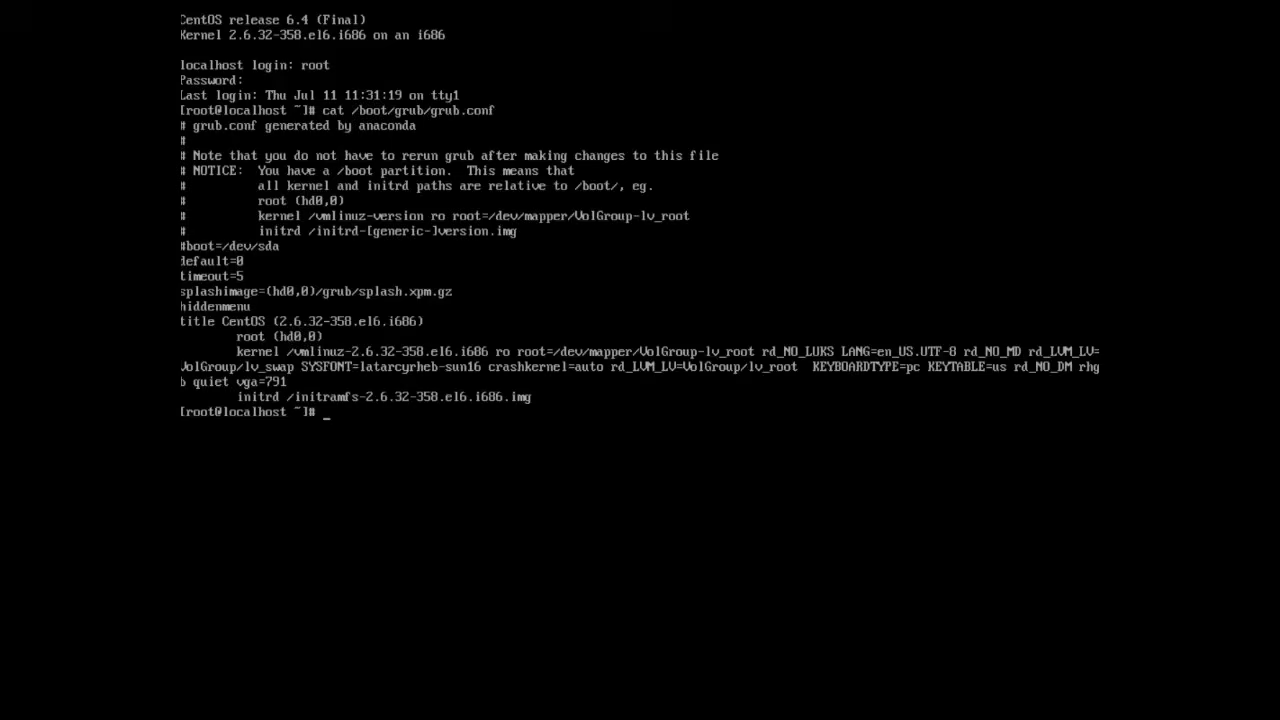 CentOS release 6.4 (Final)
Kernel 2.6.32-358.el6.i686 on an i686
localhost login: root
Password:
Last login: Thu Jul 11 11:31:19 on tty1
[root@localhost ~]# cat /boot/grub/grub.conf
# grub.conf generated by anaconda
#
# Note that you do not have to rerun grub after making changes to this file
# NOTICE:  You have a /boot partition.  This means that
#          all kernel and initrd paths are relative to /boot/, eg.
#          root (hd0,0)
#          kernel /vmlinuz-version ro root=/dev/mapper/VolGroup-lv_root
#          initrd /initrd-[generic-]version.img
#boot=/dev/sda
default=0
timeout=5
splashimage=(hd0,0)/grub/splash.xpm.gz
hiddenmenu
title CentOS (2.6.32-358.el6.i686)
        root (hd0,0)
        kernel /vmlinuz-2.6.32-358.el6.i686 ro root=/dev/mapper/VolGroup-lv_root rd_NO_LUKS LANG=en_US.UTF-8 rd_NO_MD rd_LVM_LV=
VolGroup/lv_swap SYSFONT=latarcyrheb-sun16 crashkernel=auto rd_LVM_LV=VolGroup/lv_root  KEYBOARDTYPE=pc KEYTABLE=us rd_NO_DM rhg
b quiet vga=791
        initrd /initramfs-2.6.32-358.el6.i686.img
[root@localhost ~]# _